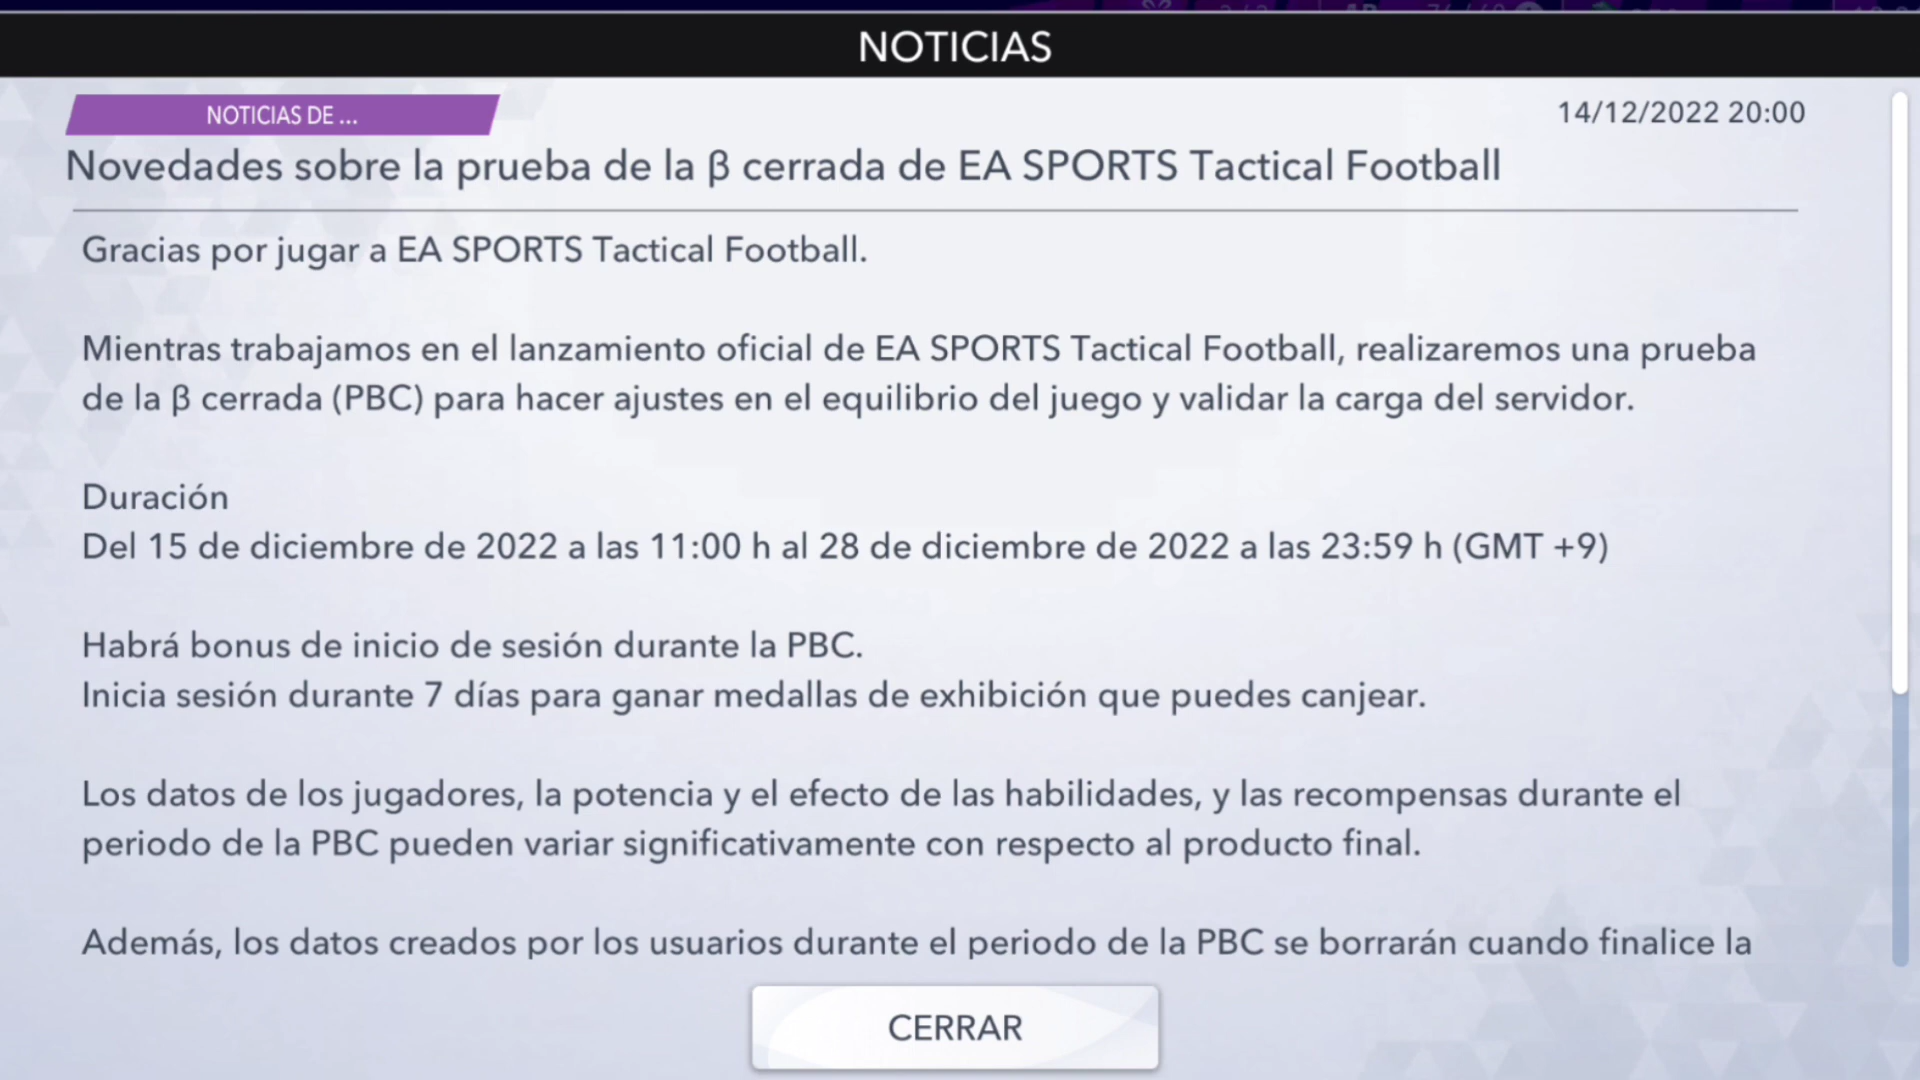 NOTICIAS
NOTICIAS DE ...
14/12/2022 20:00
Novedades sobre la prueba de la β cerrada de EA SPORTS Tactical Football
Gracias por jugar a EA SPORTS Tactical Football.
Mientras trabajamos en el lanzamiento oficial de EA SPORTS Tactical Football, realizaremos una prueba
de la β cerrada (PBC) para hacer ajustes en el equilibrio del juego y validar la carga del servidor.
Duración
Del 15 de diciembre de 2022 a las 11:00 h al 28 de diciembre de 2022 a las 23:59 h (GMT +9)
Habrá bonus de inicio de sesión durante la PBC.
Inicia sesión durante 7 días para ganar medallas de exhibición que puedes canjear.
Los datos de los jugadores, la potencia y el efecto de las habilidades, y las recompensas durante el
periodo de la PBC pueden variar significativamente con respecto al producto final.
Además, los datos creados por los usuarios durante el periodo de la PBC se borrarán cuando finalice la
CERRAR